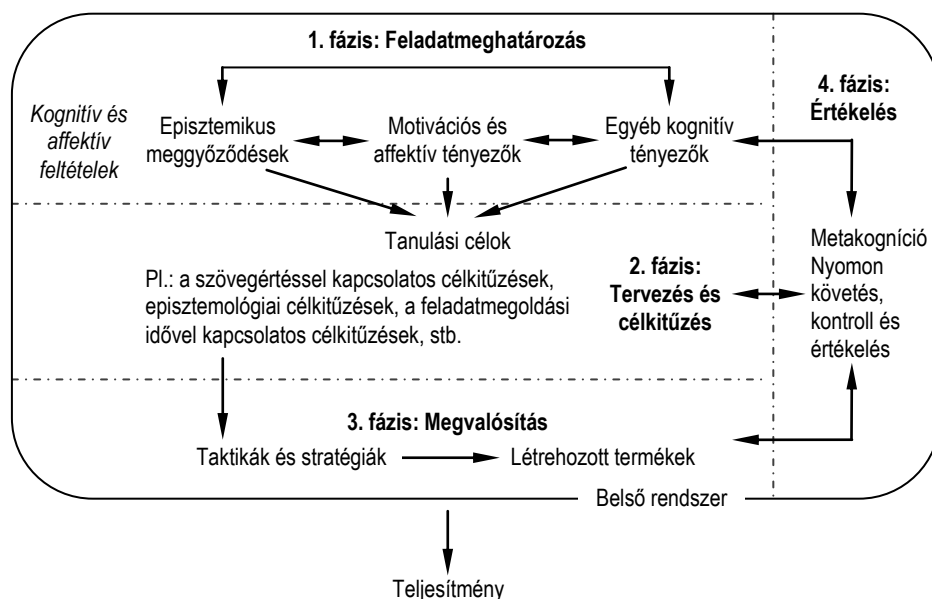 1. fázis: Feladatmeghatározás
Kognitív és
affektív
feltételek
Episztemikus
meggyőződések
Motivációs és
affektív tényezők
Egyéb kognitív
tényezők
4. fázis:
Értékelés
Tanulási célok
Pl.: a szövegértéssel kapcsolatos célkitűzések,
episztemológiai célkitűzések, a feladatmegoldási
idővel kapcsolatos célkitűzések, stb.
2. fázis:
Tervezés és
célkitűzés
Metakogníció
Nyomon
követés,
kontroll és
értékelés
3. fázis: Megvalósítás
Taktikák és stratégiák
Létrehozott termékek
Belső rendszer
Teljesítmény